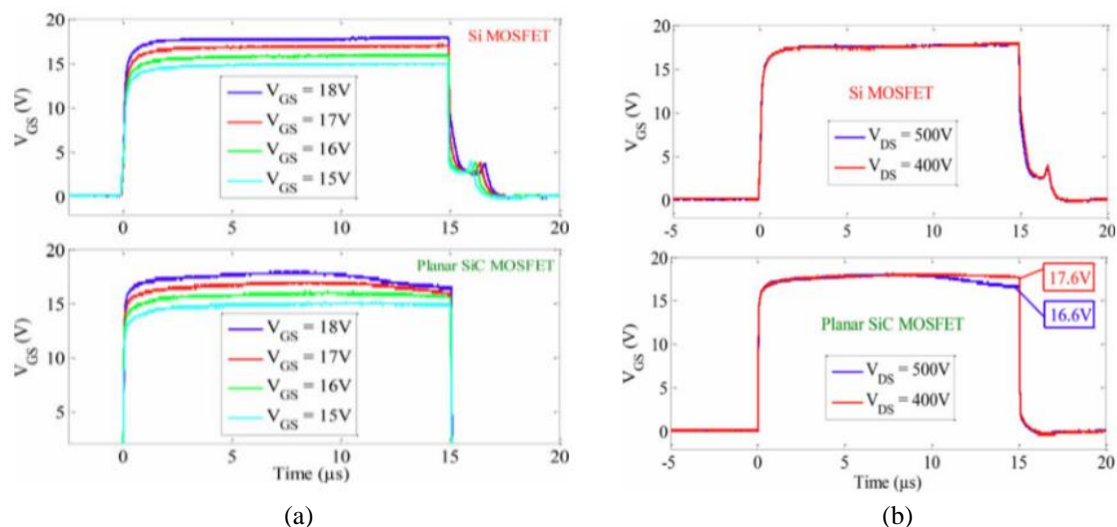 20
15
10
5
0
V_GS (V)
Si MOSFET
V_GS = 18V
V_GS = 17V
V_GS = 16V
V_GS = 15V
0 5 10 15 20
20
15
10
5
V_GS (V)
Planar SiC MOSFET
V_GS = 18V
V_GS = 17V
V_GS = 16V
V_GS = 15V
0 5 10 15 20
Time (µs)
(a)
20
15
10
5
0
V_GS (V)
Si MOSFET
V_DS = 500V
V_DS = 400V
-5 0 5 10 15 20
20
15
10
5
0
V_GS (V)
17.6V
16.6V
Planar SiC MOSFET
V_DS = 500V
V_DS = 400V
-5 0 5 10 15 20
Time (µs)
(b)